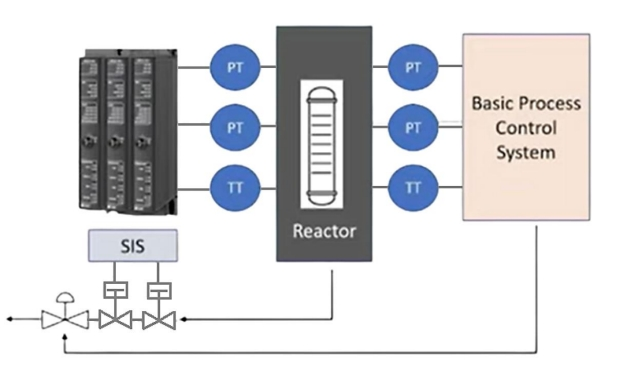 PT
PT
TT
PT
PT
TT
Reactor
Basic Process
Control
System
SIS